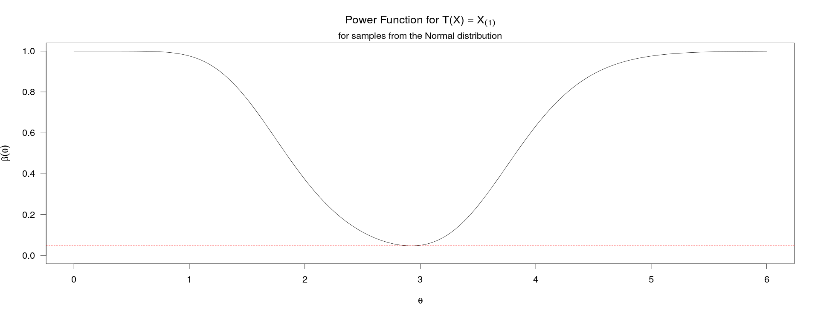 Power Function for T(X) = X(1)
for samples from the Normal distribution
1.0
0.8
0.6
0.4
0.2
0.0
β(θ)
0 1 2 3 4 5 6
θ